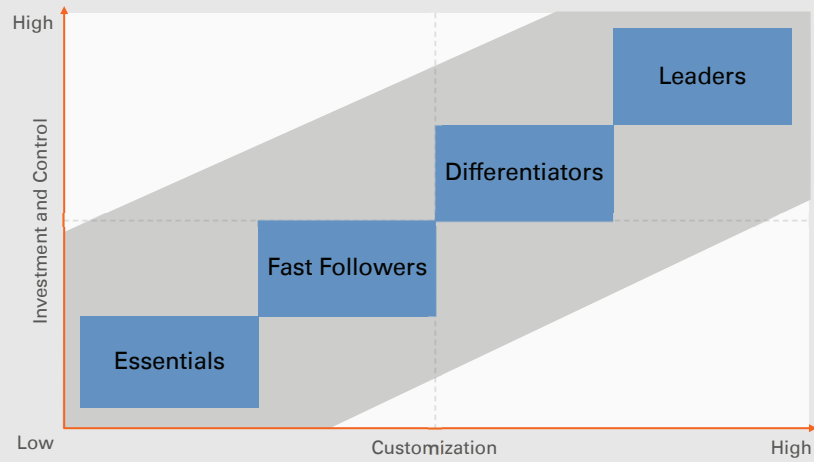 High
Investment and Control
Leaders
Differentiators
Fast Followers
Essentials
Low
Customization
High